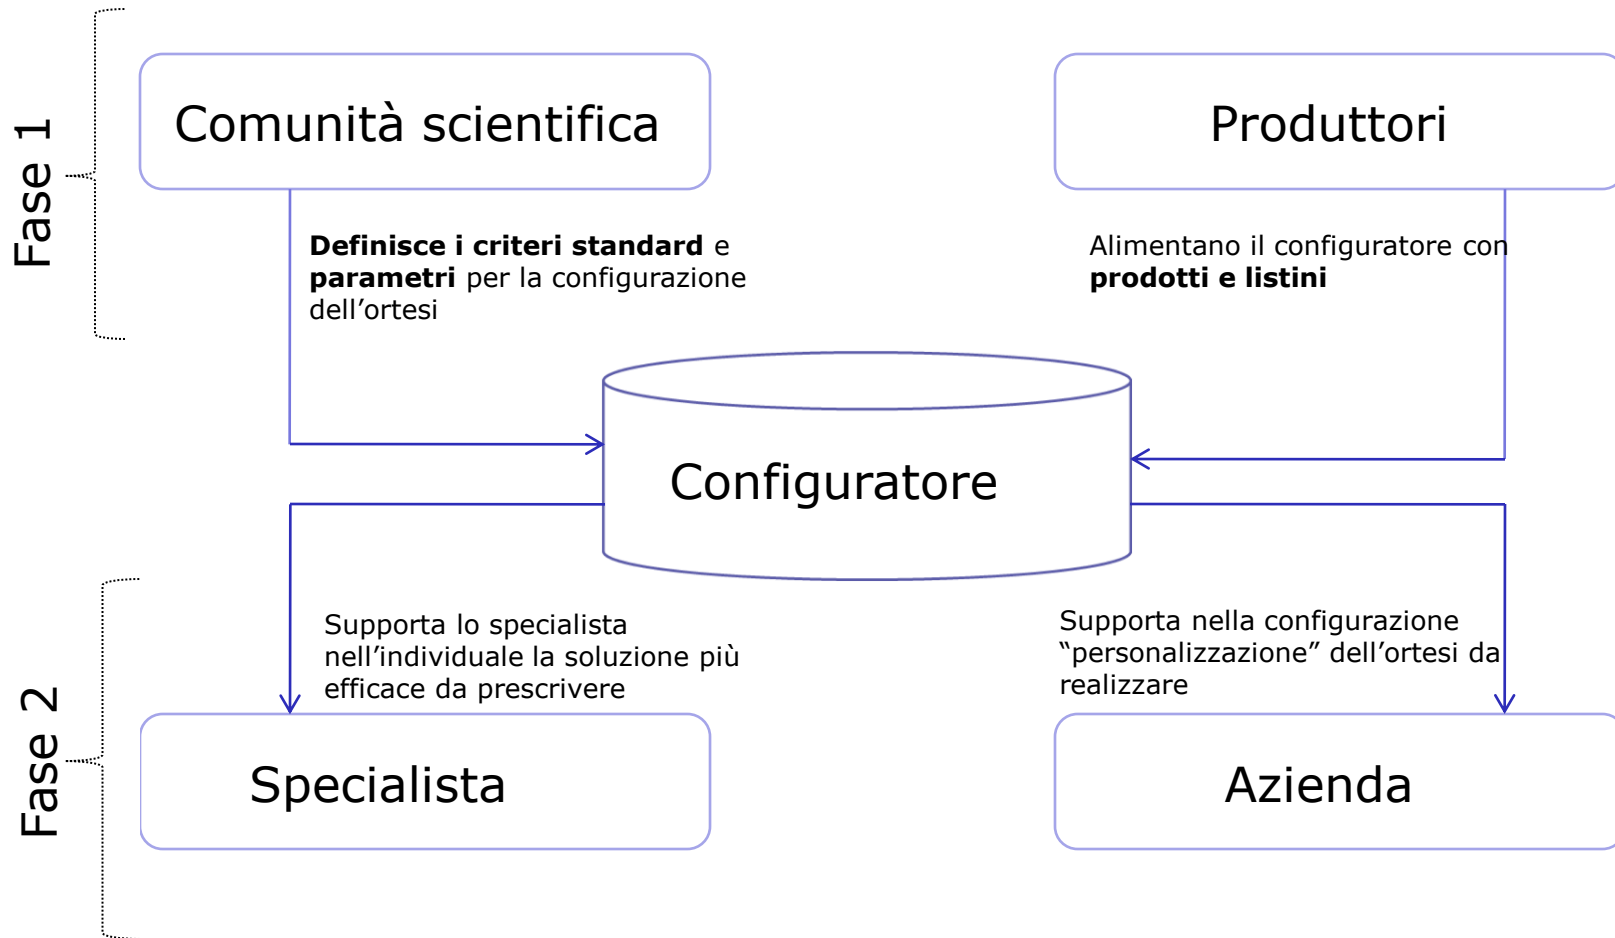 Fase 1
Comunità scientifica
Produttori
Definisce i criteri standard e
parametri per la configurazione
dell’ortesi
Alimentano il configuratore con
prodotti e listini
Configuratore
Fase 2
Supporta lo specialista
nell’individuale la soluzione più
efficace da prescrivere
Supporta nella configurazione
“personalizzazione” dell’ortesi da
realizzare
Specialista
Azienda